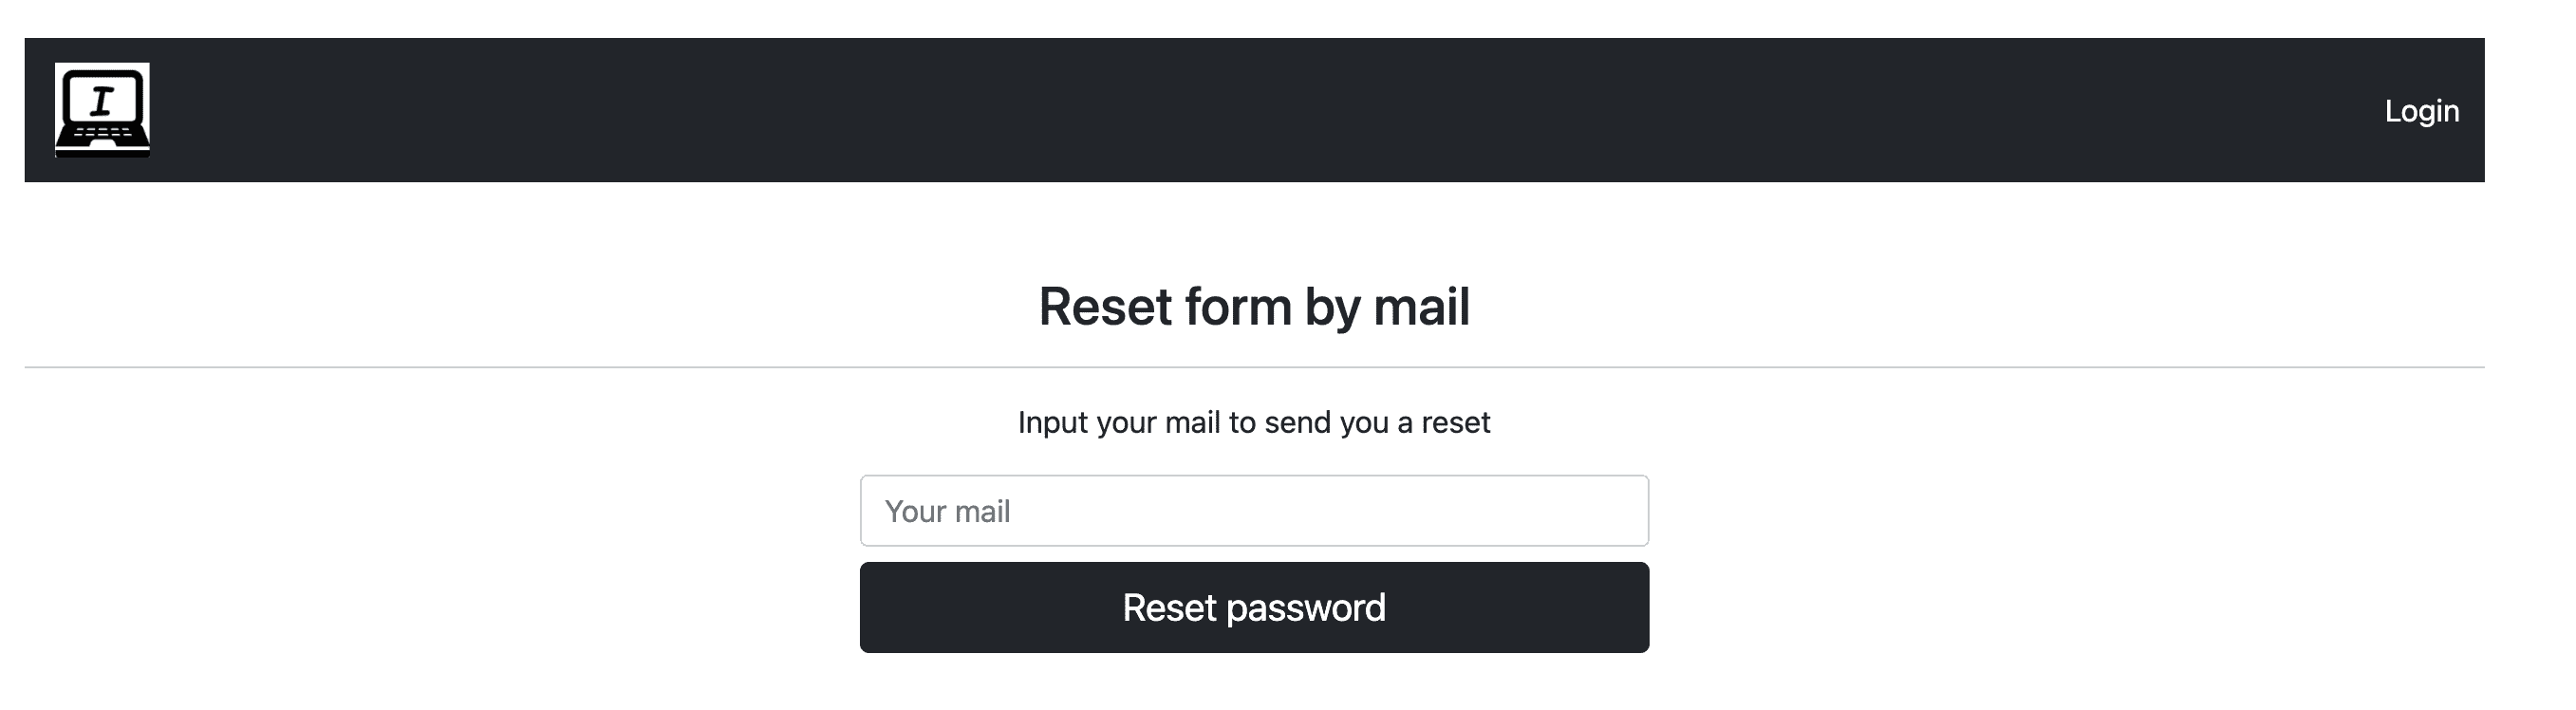 I
Login
Reset form by mail
Input your mail to send you a reset
Your mail
Reset password